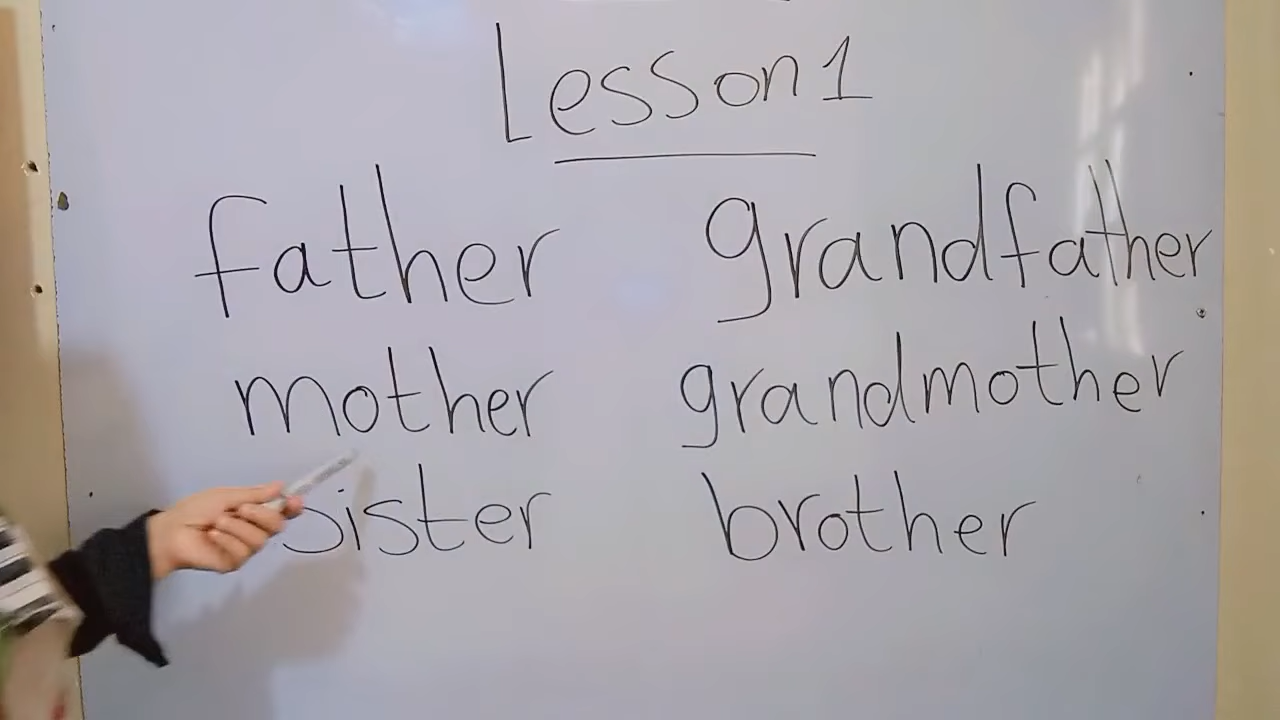 Lesson 1
father grandfather
mother grandmother
sister brother